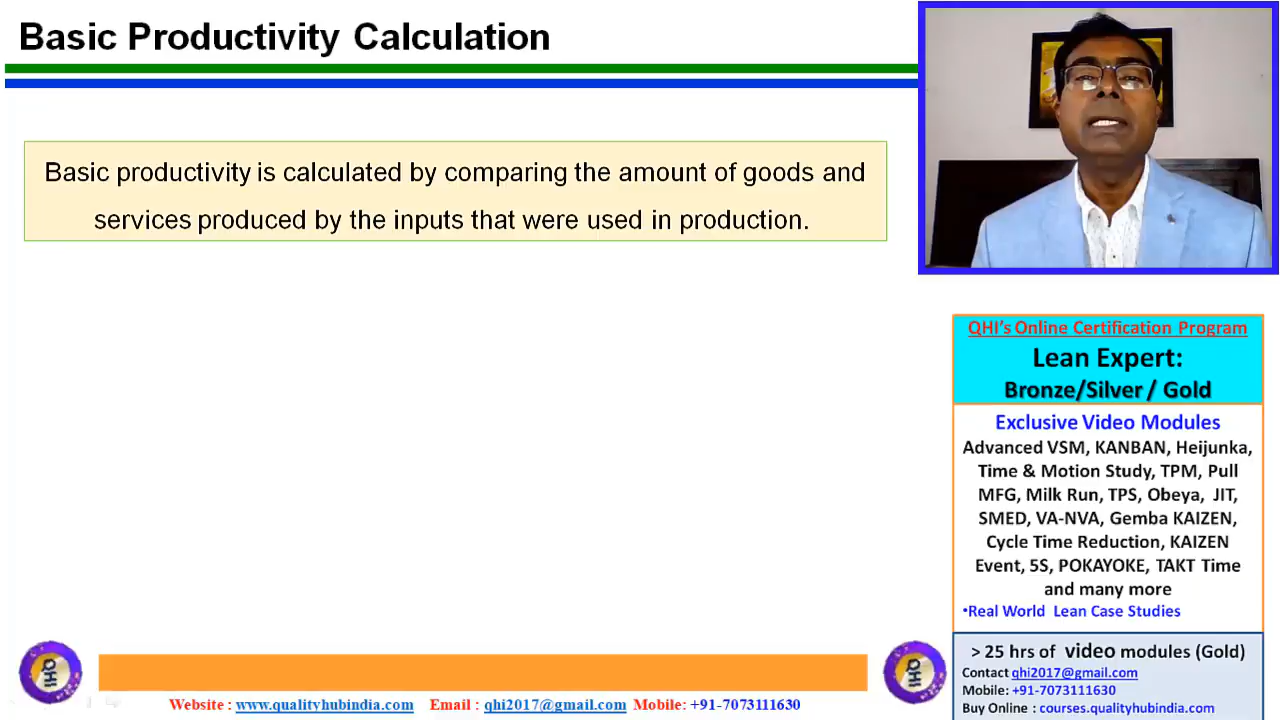 Basic Productivity Calculation
Basic productivity is calculated by comparing the amount of goods and
services produced by the inputs that were used in production.
QHI's Online Certification Program
Lean Expert:
Bronze/Silver / Gold
Exclusive Video Modules
Advanced VSM, KANBAN, Heijunka,
Time & Motion Study, TPM, Pull
MFG, Milk Run, TPS, Obeya, JIT,
SMED, VA-NVA, Gemba KAIZEN,
Cycle Time Reduction, KAIZEN
Event, 5S, POKAYOKE, TAKT Time
and many more
•Real World Lean Case Studies
> 25 hrs of video modules (Gold)
Contact qhi2017@gmail.com
Mobile: +91-7073111630
Buy Online : courses.qualityhubindia.com
QHI
QHI
Website : www.qualityhubindia.com Email : qhi2017@gmail.com Mobile: +91-7073111630